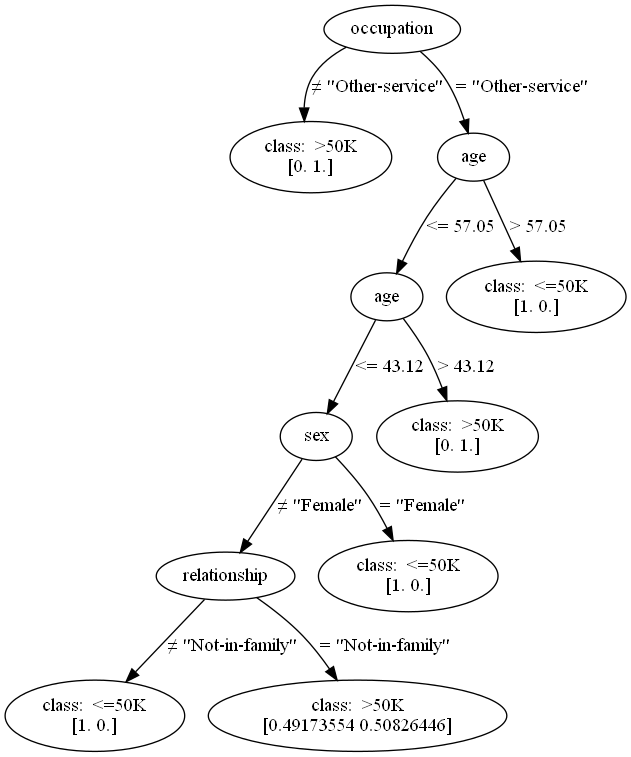 occupation
≠ "Other-service"
= "Other-service"
class:  >50K
[0. 1.]
age
<= 57.05
> 57.05
age
class:  <=50K
[1. 0.]
<= 43.12
> 43.12
sex
class:  >50K
[0. 1.]
≠ "Female"
= "Female"
relationship
class:  <=50K
[1. 0.]
≠ "Not-in-family"
= "Not-in-family"
class:  <=50K
[1. 0.]
class:  >50K
[0.49173554 0.50826446]